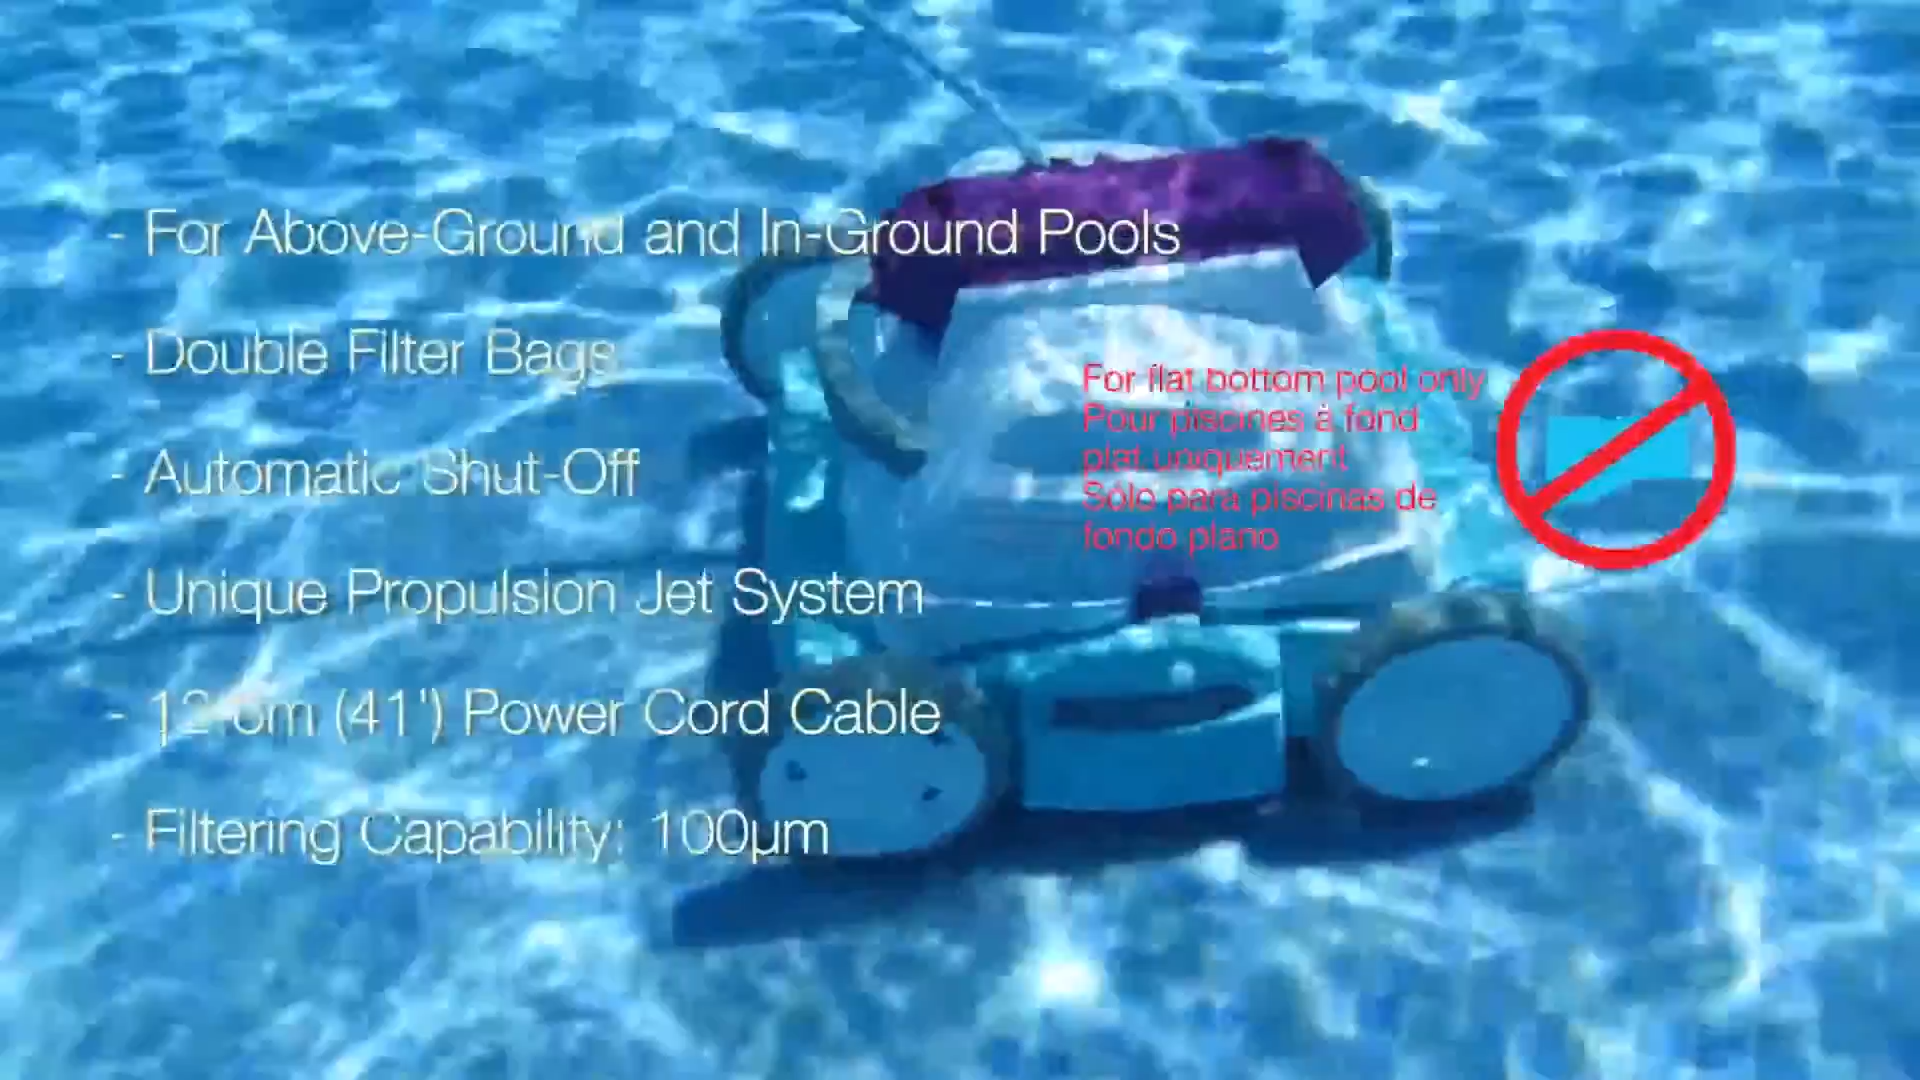 - For Above-Ground and In-Ground Pools
- Double Filter Bags
- Automatic Shut-Off
- Unique Propulsion Jet System
- 12.5m (41') Power Cord Cable
- Filtering Capability: 100µm
For flat bottom pool only
Pour piscines à fond
plat uniquement
Sólo para piscinas de
fondo plano